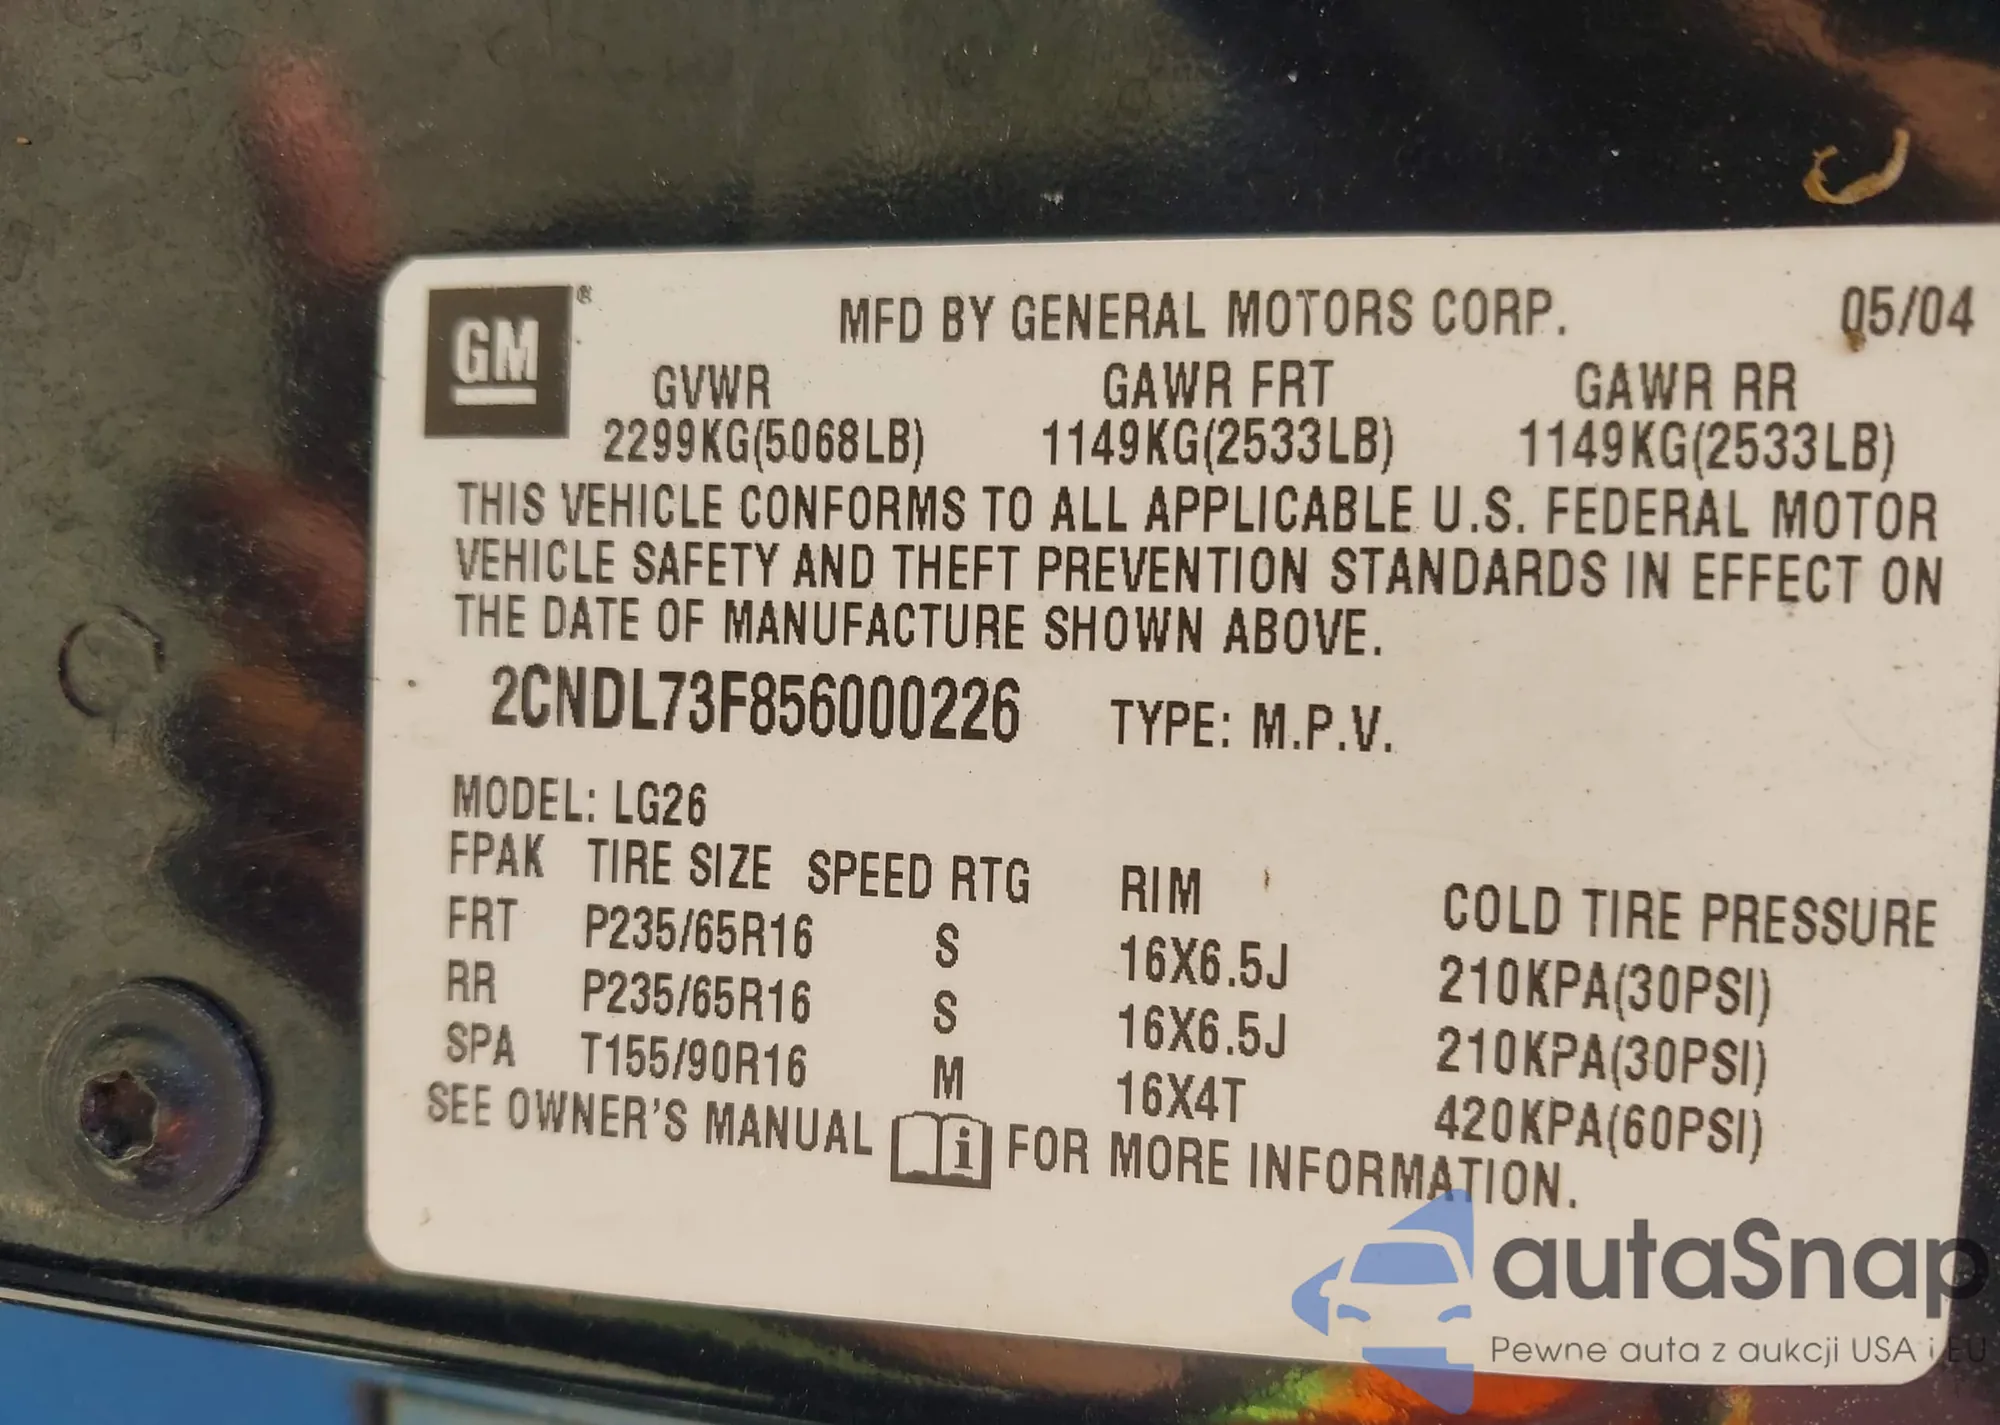 GM ® MFD BY GENERAL MOTORS CORP. 05/04
GVWR GAWR FRT GAWR RR
2299KG(5068LB) 1149KG(2533LB) 1149KG(2533LB)
THIS VEHICLE CONFORMS TO ALL APPLICABLE U.S. FEDERAL MOTOR
VEHICLE SAFETY AND THEFT PREVENTION STANDARDS IN EFFECT ON
THE DATE OF MANUFACTURE SHOWN ABOVE.
2CNDL73F856000226 TYPE: M.P.V.
MODEL: LG26
FPAK TIRE SIZE SPEED RTG RIM COLD TIRE PRESSURE
FRT P235/65R16 S 16X6.5J 210KPA(30PSI)
RR P235/65R16 S 16X6.5J 210KPA(30PSI)
SPA T155/90R16 M 16X4T 420KPA(60PSI)
SEE OWNER'S MANUAL i FOR MORE INFORMATION.
autaSnap
Pewne auta z aukcji USA i EU